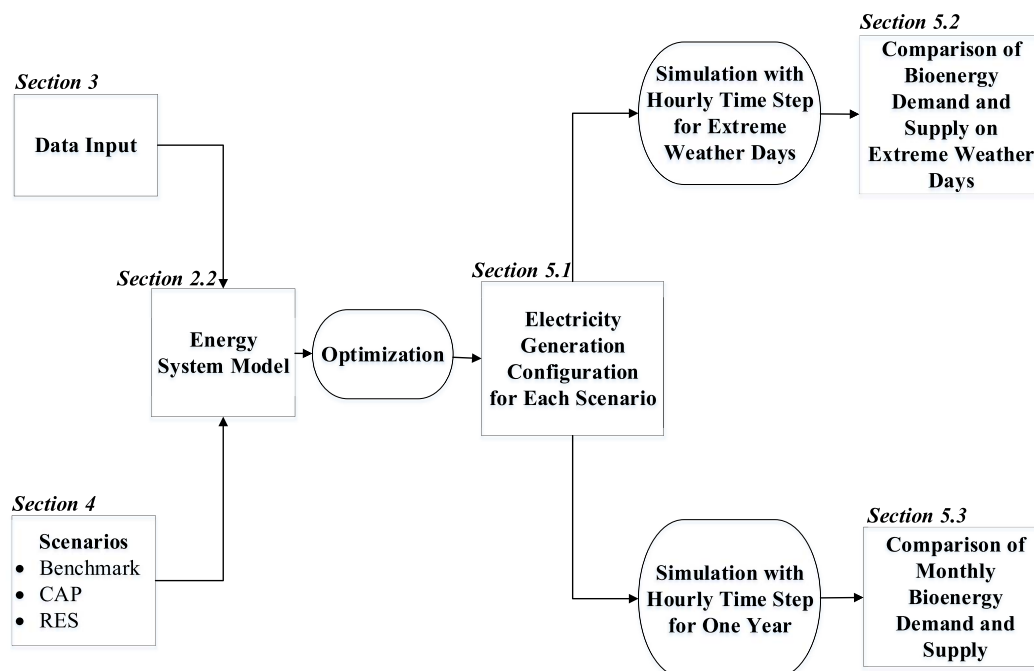 Section 3
Data Input
Section 4
Scenarios
• Benchmark
• CAP
• RES
Section 2.2
Energy
System Model
Optimization
Section 5.1
Electricity
Generation
Configuration
for Each Scenario
Simulation with
Hourly Time Step
for Extreme
Weather Days
Section 5.2
Comparison of
Bioenergy
Demand and
Supply on
Extreme Weather
Days
Simulation with
Hourly Time Step
for One Year
Section 5.3
Comparison of
Monthly
Bioenergy
Demand and
Supply